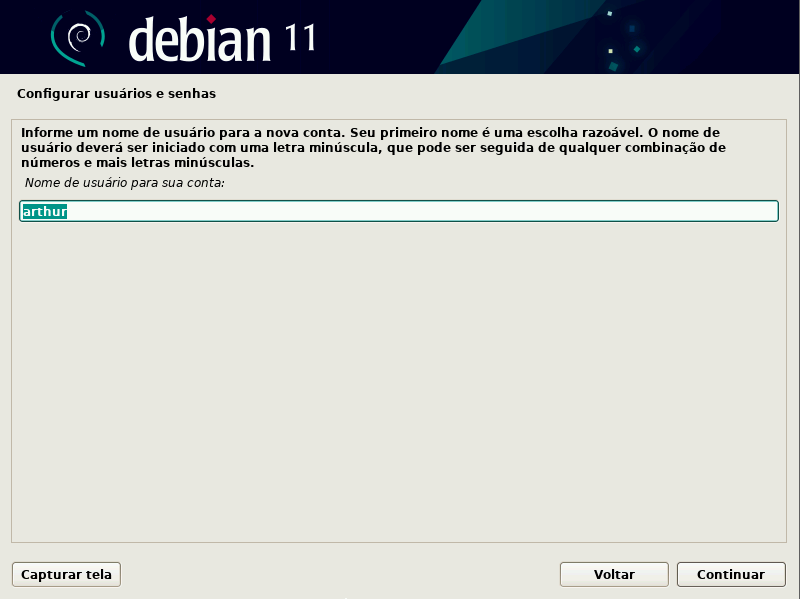 debian 11
Configurar usuários e senhas
Informe um nome de usuário para a nova conta. Seu primeiro nome é uma escolha razoável. O nome de
usuário deverá ser iniciado com uma letra minúscula, que pode ser seguida de qualquer combinação de
números e mais letras minúsculas.
Nome de usuário para sua conta:
arthur
Capturar tela
Voltar
Continuar